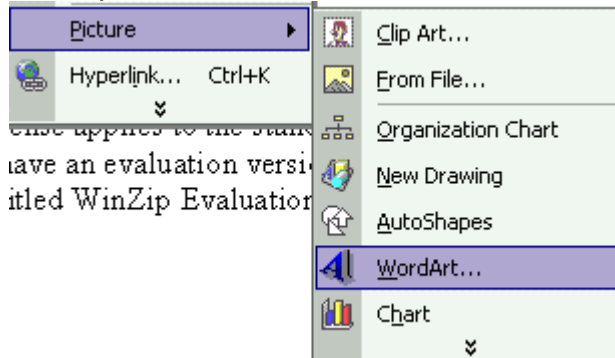 Picture
Hyperlink... Ctrl+K
Clip Art...
From File...
Organization Chart
New Drawing
AutoShapes
WordArt...
Chart
ense applies to the
have an evaluation
itled WinZip Evaluation